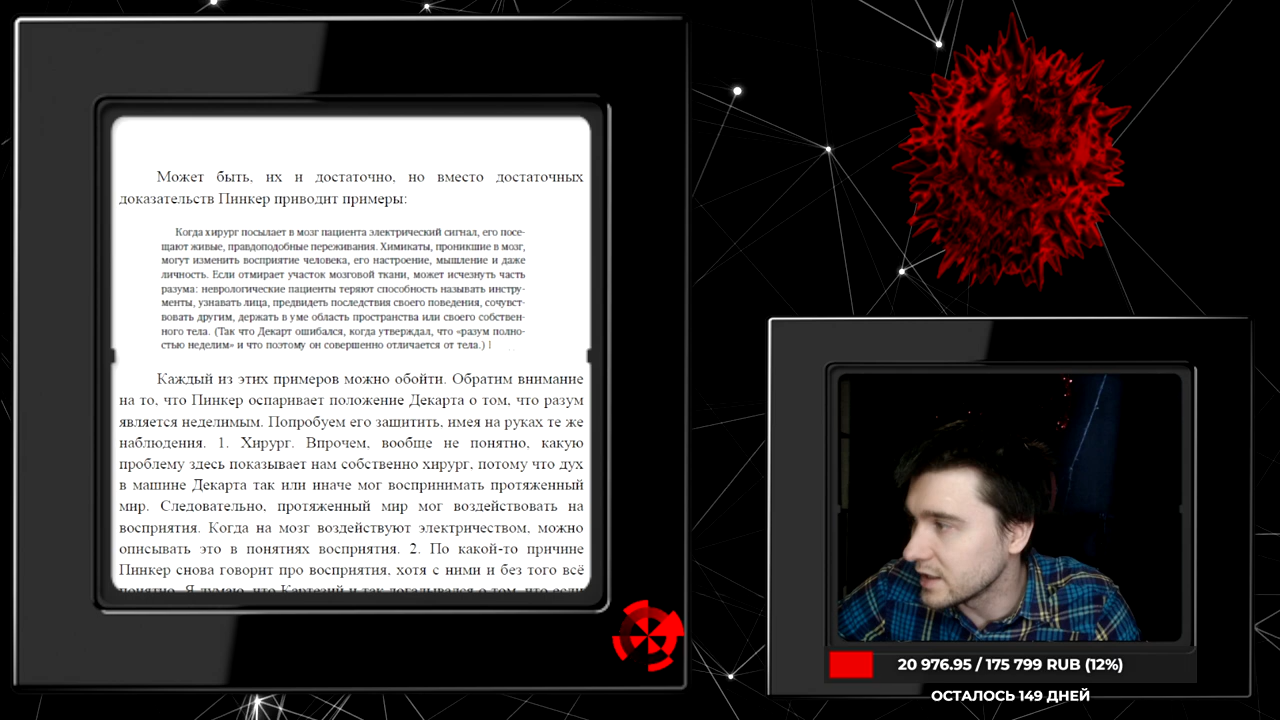 Может быть, их и достаточно, но вместо достаточных
доказательств Пинкер приводит примеры:
Когда хирург посылает в мозг пациента электрический сигнал, его посе-
щают живые, правдоподобные переживания. Химикаты, проникшие в мозг,
могут изменить восприятие человека, его настроение, мышление и даже
личность. Если отмирает участок мозговой ткани, может исчезнуть часть
разума: неврологические пациенты теряют способность называть инстру-
менты, узнавать лица, предвидеть последствия своего поведения, сочувст-
вовать другим, держать в уме область пространства или своего собствен-
ного тела. (Так что Декарт ошибался, когда утверждал, что «разум полно-
стью неделим» и что поэтому он совершенно отличается от тела.)
Каждый из этих примеров можно обойти. Обратим внимание
на то, что Пинкер оспаривает положение Декарта о том, что разум
является неделимым. Попробуем его защитить, имея на руках те же
наблюдения. 1. Хирург. Впрочем, вообще не понятно, какую
проблему здесь показывает нам собственно хирург, потому что дух
в машине Декарта так или иначе мог воспринимать протяженный
мир. Следовательно, протяженный мир мог воздействовать на
восприятия. Когда на мозг воздействуют электричеством, можно
описывать это в понятиях восприятия. 2. По какой-то причине
Пинкер снова говорит про восприятия, хотя с ними и без того всё
понятно. Я думаю, что Картезий и так догадывался о том, что если
20 976.95 / 175 799 RUB (12%)
ОСТАЛОСЬ 149 ДНЕЙ